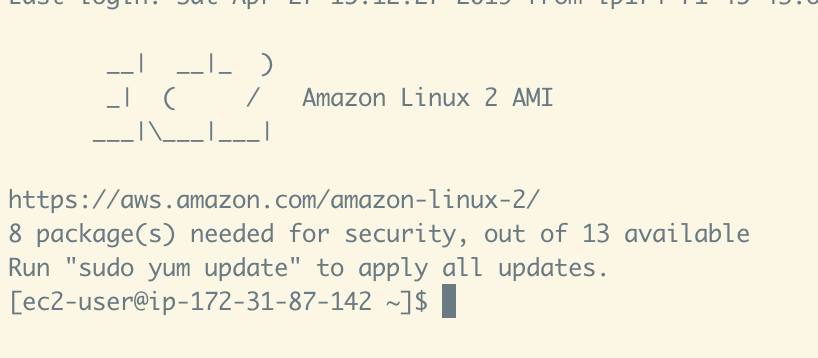 __|  __|_  )
       _|  (     /   Amazon Linux 2 AMI
      ___|\___|___|
https://aws.amazon.com/amazon-linux-2/
8 package(s) needed for security, out of 13 available
Run "sudo yum update" to apply all updates.
[ec2-user@ip-172-31-87-142 ~]$